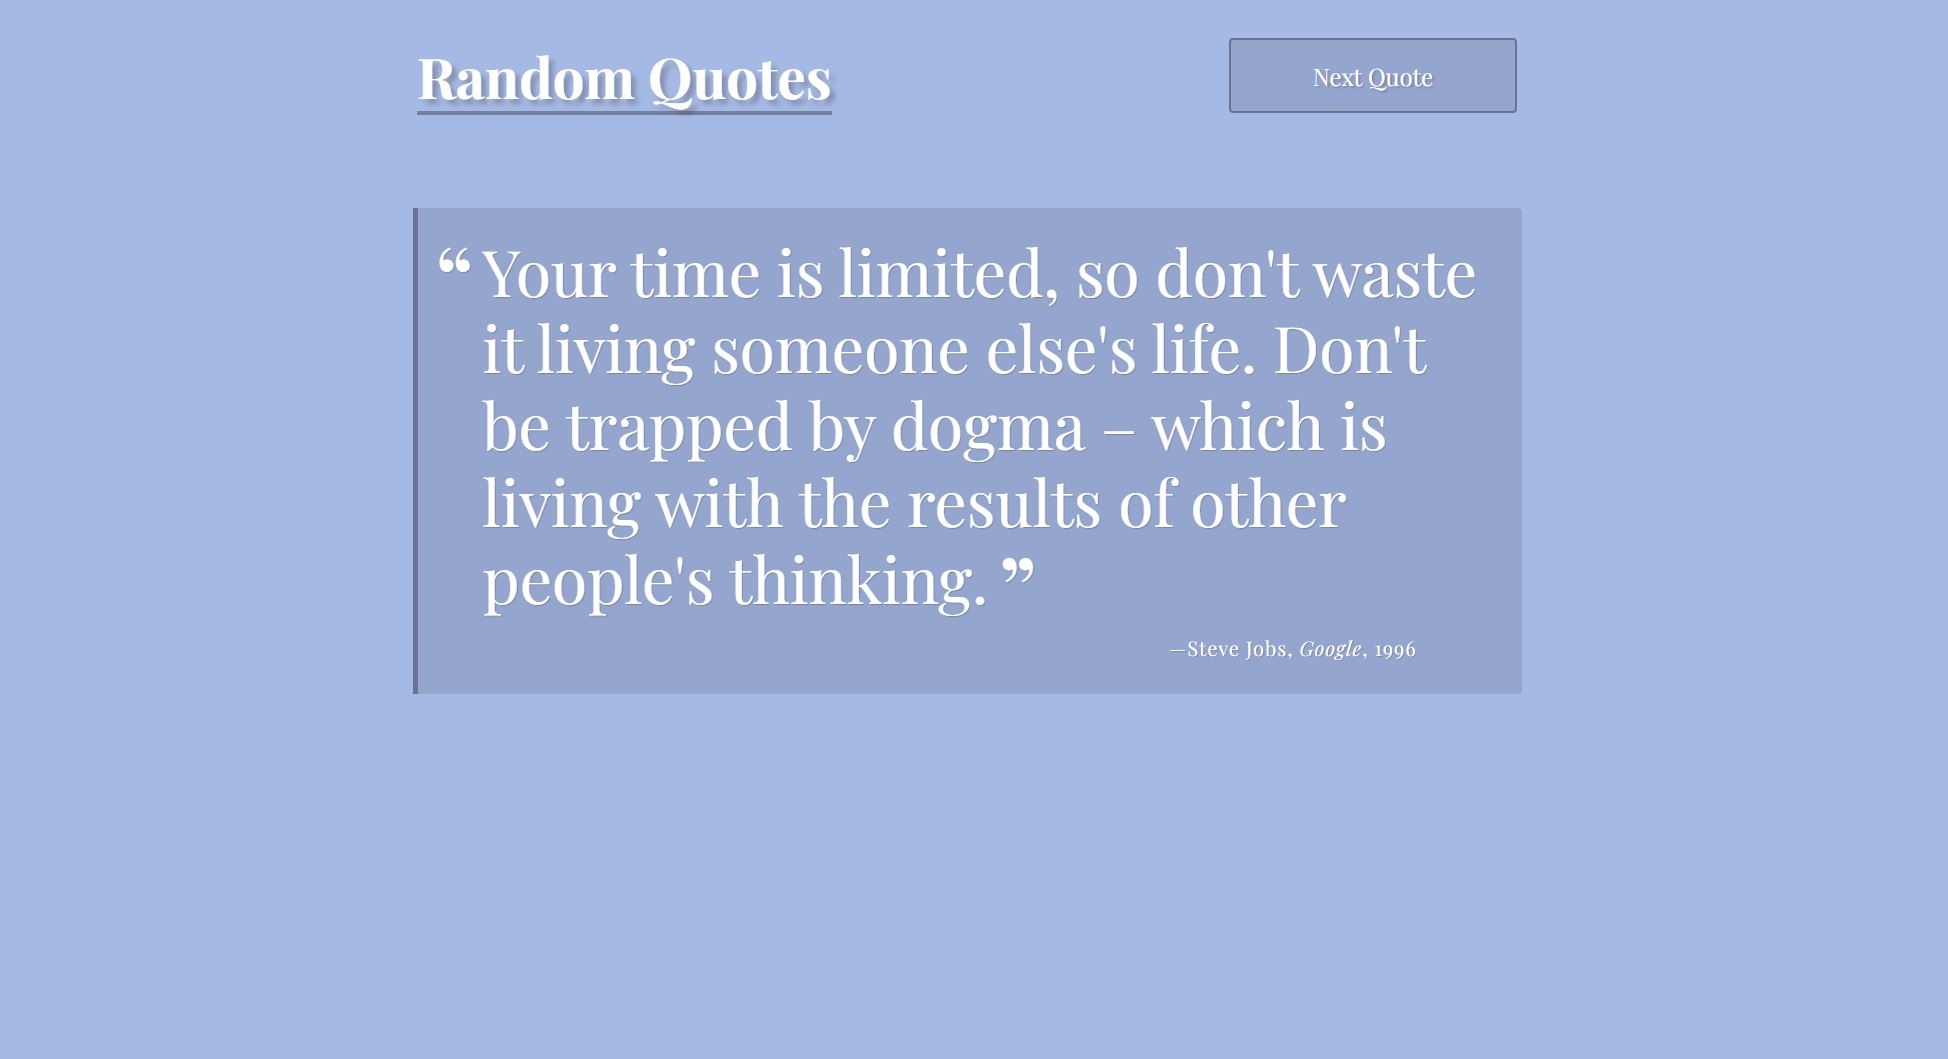 Random Quotes
Next Quote
“ Your time is limited, so don't waste
it living someone else's life. Don't
be trapped by dogma – which is
living with the results of other
people's thinking. ”
—Steve Jobs, Google, 1996